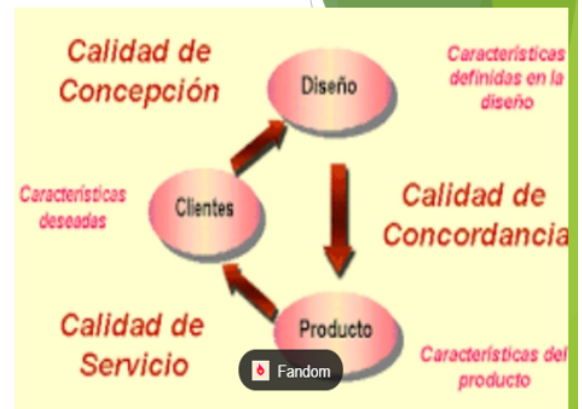 Calidad de
Concepción
Diseño
Características
definidas en la
diseño
Características
deseadas
Clientes
Calidad de
Concordancia
Calidad de
Servicio
Producto
Características del
producto
Fandom